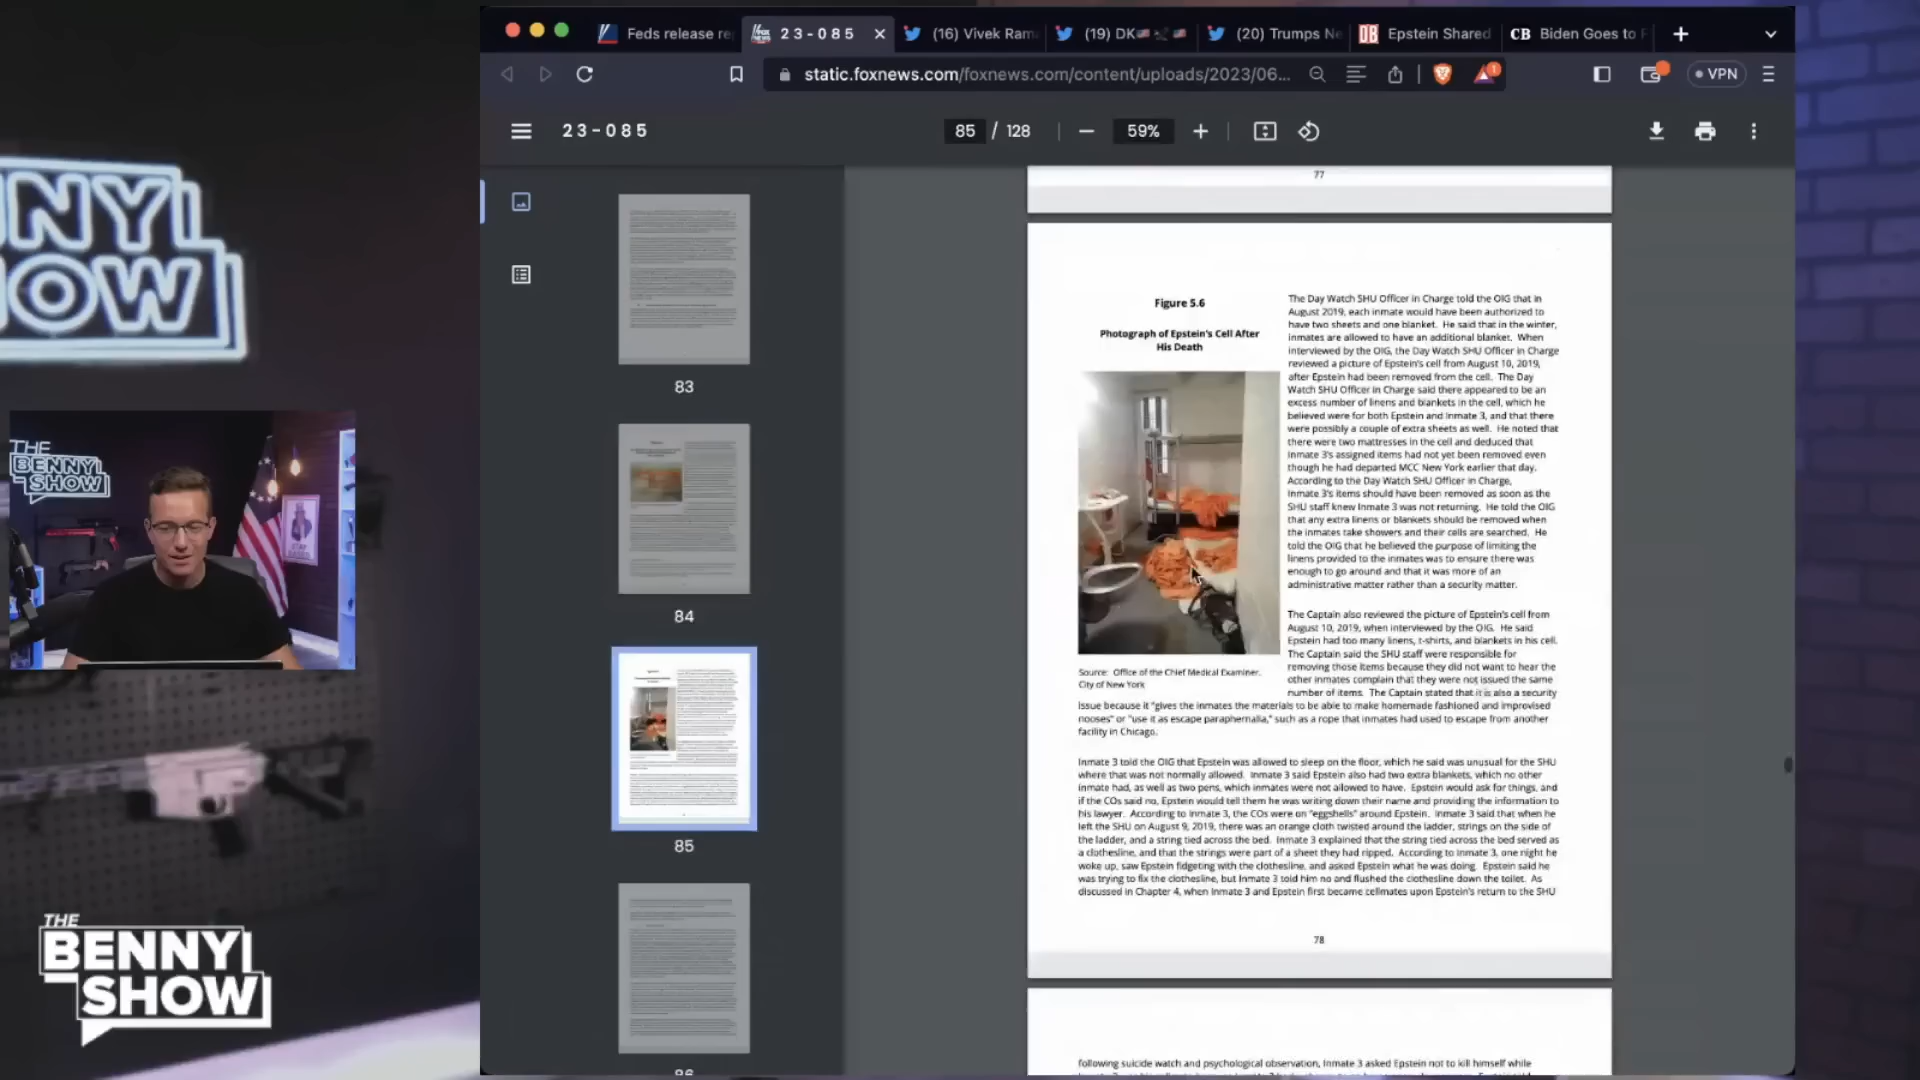 Feds release re
23-085
(16) Vivek Ram
(19) DK
(20) Trumps Ne
DB
Epstein Shared
CB
Biden Goes to F
static.foxnews.com/foxnews.com/content/uploads/2023/06...
1
VPN
23-085
85 / 128
59%
NNY
HOW
THE
BENNY
SHOW
THE
BENNY
SHOW
83
84
85
86
77
Figure 5.6
Photograph of Epstein's Cell After
His Death
Source: Office of the Chief Medical Examiner,
City of New York
The Day Watch SHU Officer in Charge told the OIG that in
August 2019, each inmate would have been authorized to
have two sheets and one blanket. He said that in the winter,
inmates are allowed to have an additional blanket. When
interviewed by the OIG, the Day Watch SHU Officer in Charge
reviewed a picture of Epstein's cell from August 10, 2019,
after Epstein had been removed from the cell. The Day
Watch SHU Officer in Charge said there appeared to be an
excess number of linens and blankets in the cell, which he
believed were for both Epstein and Inmate 3, and that there
were possibly a couple of extra sheets as well. He noted that
there were two mattresses in the cell and deduced that
Inmate 3's assigned items had not yet been removed even
though he had departed MCC New York earlier that day.
According to the Day Watch SHU Officer in Charge,
Inmate 3's items should have been removed as soon as the
SHU staff knew Inmate 3 was not returning. He told the OIG
that any extra linens or blankets should be removed when
the inmates take showers and their cells are searched. He
told the OIG that he believed the purpose of limiting the
linens provided to the inmates was to ensure there was
enough to go around and that it was more of an
administrative matter rather than a security matter.
The Captain also reviewed the picture of Epstein's cell from
August 10, 2019, when interviewed by the OIG. He said
Epstein had too many linens, t-shirts, and blankets in his cell.
The Captain said the SHU staff were responsible for
removing those items because they did not want to hear the
other inmates complain that they were not issued the same
number of items. The Captain stated that it is also a security
issue because it "gives the inmates the materials to be able to make homemade fashioned and improvised
nooses" or "use it as escape paraphernalia," such as a rope that inmates had used to escape from another
facility in Chicago.
Inmate 3 told the OIG that Epstein was allowed to sleep on the floor, which he said was unusual for the SHU
where that was not normally allowed. Inmate 3 said Epstein also had two extra blankets, which no other
inmate had, as well as two pens, which inmates were not allowed to have. Epstein would ask for things, and
if the COs said no, Epstein would tell them he was writing down their name and providing the information to
his lawyer. According to Inmate 3, the COs were on "eggshells" around Epstein. Inmate 3 said that when he
left the SHU on August 9, 2019, there was an orange cloth twisted around the ladder, strings on the side of
the ladder, and a string tied across the bed. Inmate 3 explained that the string tied across the bed served as
a clothesline, and that the strings were part of a sheet they had ripped. According to Inmate 3, one night he
woke up, saw Epstein fidgeting with the clothesline, and asked Epstein what he was doing. Epstein said he
was trying to fix the clothesline, but Inmate 3 told him no and flushed the clothesline down the toilet. As
discussed in Chapter 4, when Inmate 3 and Epstein first became cellmates upon Epstein's return to the SHU
78
following suicide watch and psychological observation, Inmate 3 asked Epstein not to kill himself while